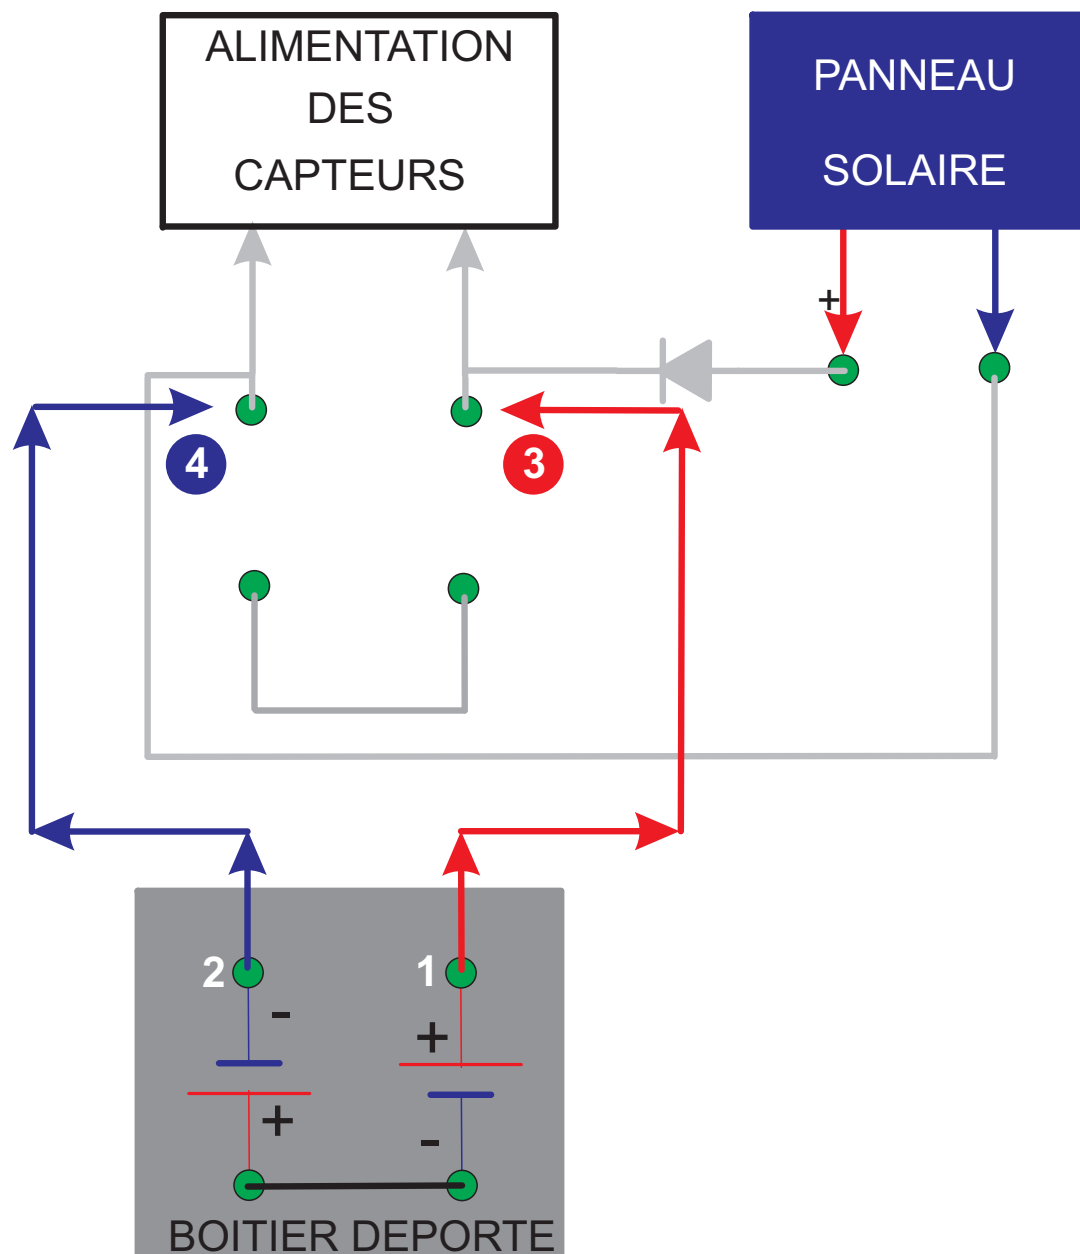 ALIMENTATION
DES
CAPTEURS
PANNEAU
SOLAIRE
+
4
3
2
1
-
+
+
-
BOITIER DEPORTE